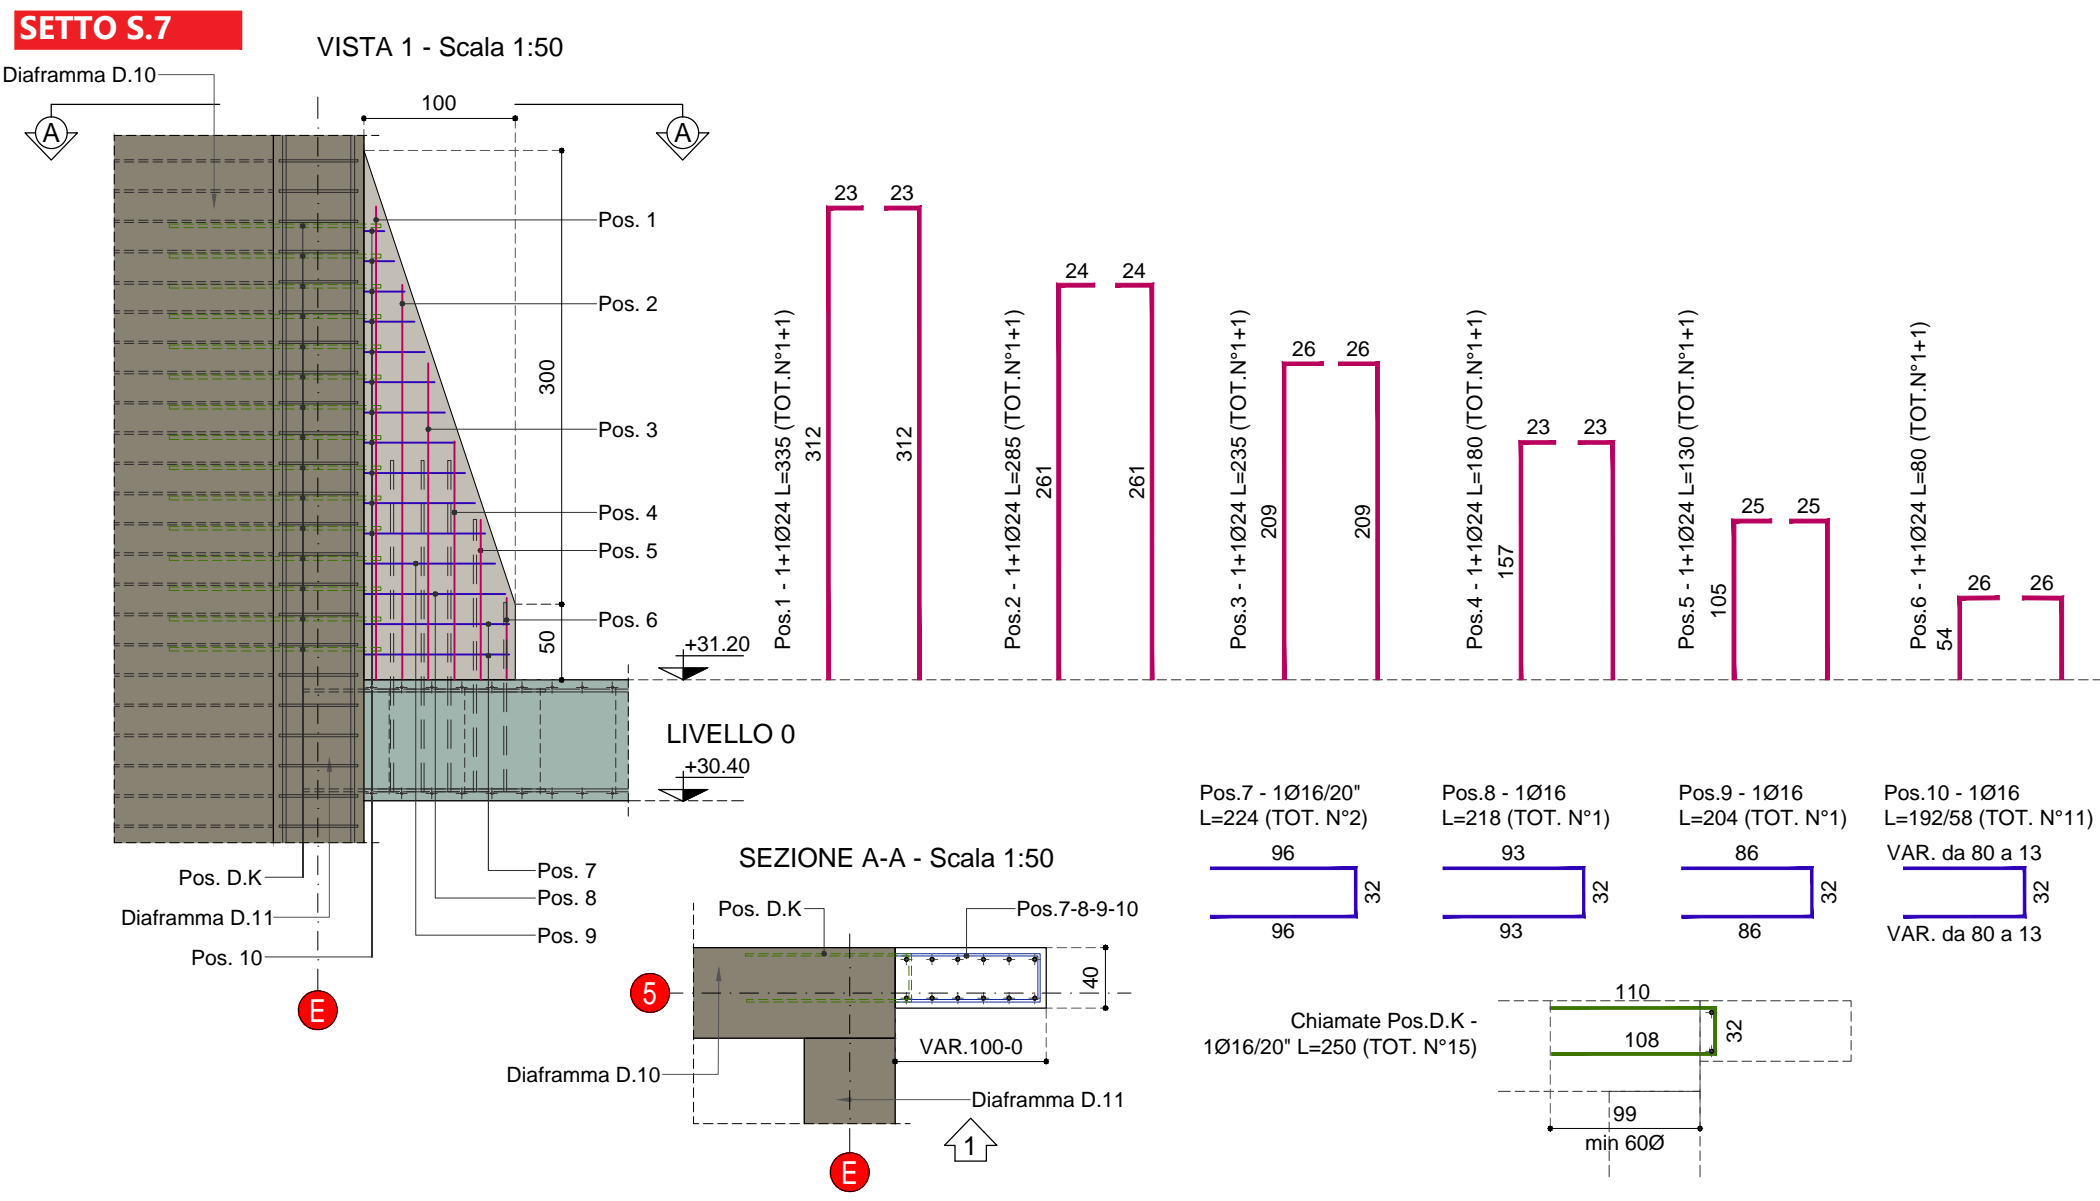 SETTO S.7
VISTA 1 - Scala 1:50
Diaframma D.10
A
A
100
300
50
Pos. 1
Pos. 2
Pos. 3
Pos. 4
Pos. 5
Pos. 6
+31.20
LIVELLO 0
+30.40
Pos. D.K
Diaframma D.11
Pos. 10
Pos. 7
Pos. 8
Pos. 9
E
Pos.1 - 1+1Ø24 L=335 (TOT.N°1+1)
23
23
312
312
Pos.2 - 1+1Ø24 L=285 (TOT.N°1+1)
24
24
261
261
Pos.3 - 1+1Ø24 L=235 (TOT.N°1+1)
26
26
209
209
Pos.4 - 1+1Ø24 L=180 (TOT.N°1+1)
23
23
157
Pos.5 - 1+1Ø24 L=130 (TOT.N°1+1)
25
25
105
Pos.6 - 1+1Ø24 L=80 (TOT.N°1+1)
26
26
54
Pos.7 - 1Ø16/20"
L=224 (TOT. N°2)
96
32
96
Pos.8 - 1Ø16
L=218 (TOT. N°1)
93
32
93
Pos.9 - 1Ø16
L=204 (TOT. N°1)
86
32
86
Pos.10 - 1Ø16
L=192/58 (TOT. N°11)
VAR. da 80 a 13
32
VAR. da 80 a 13
SEZIONE A-A - Scala 1:50
Pos. D.K
Pos.7-8-9-10
5
40
VAR.100-0
Diaframma D.10
Diaframma D.11
1
E
Chiamate Pos.D.K -
1Ø16/20" L=250 (TOT. N°15)
110
108
32
99
min 60Ø